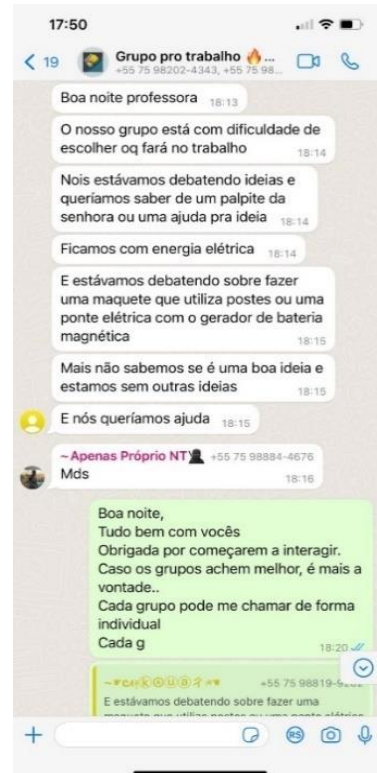 17:50
19
Grupo pro trabalho 🔥 ...
+55 75 98202-4343, +55 75 98...
Boa noite professora 18:13
O nosso grupo está com dificuldade de
escolher oq fará no trabalho 18:14
Nois estávamos debatendo ideias e
queríamos saber de um palpite da
senhora ou uma ajuda pra ideia 18:14
Ficamos com energia elétrica 18:14
E estávamos debatendo sobre fazer
uma maquete que utiliza postes ou uma
ponte elétrica com o gerador de bateria
magnética 18:15
Mais não sabemos se é uma boa ideia e
estamos sem outras ideias 18:15
E nós queríamos ajuda 18:15
~Apenas Próprio NT +55 75 98884-4676
Mds 18:16
Boa noite,
Tudo bem com vocês
Obrigada por começarem a interagir.
Caso os grupos achem melhor, é mais a
vontade..
Cada grupo pode me chamar de forma
individual
Cada g 18:20
+55 75 98819-
E estávamos debatendo sobre fazer uma
maquete que utiliza postes ou uma ponte elétrica